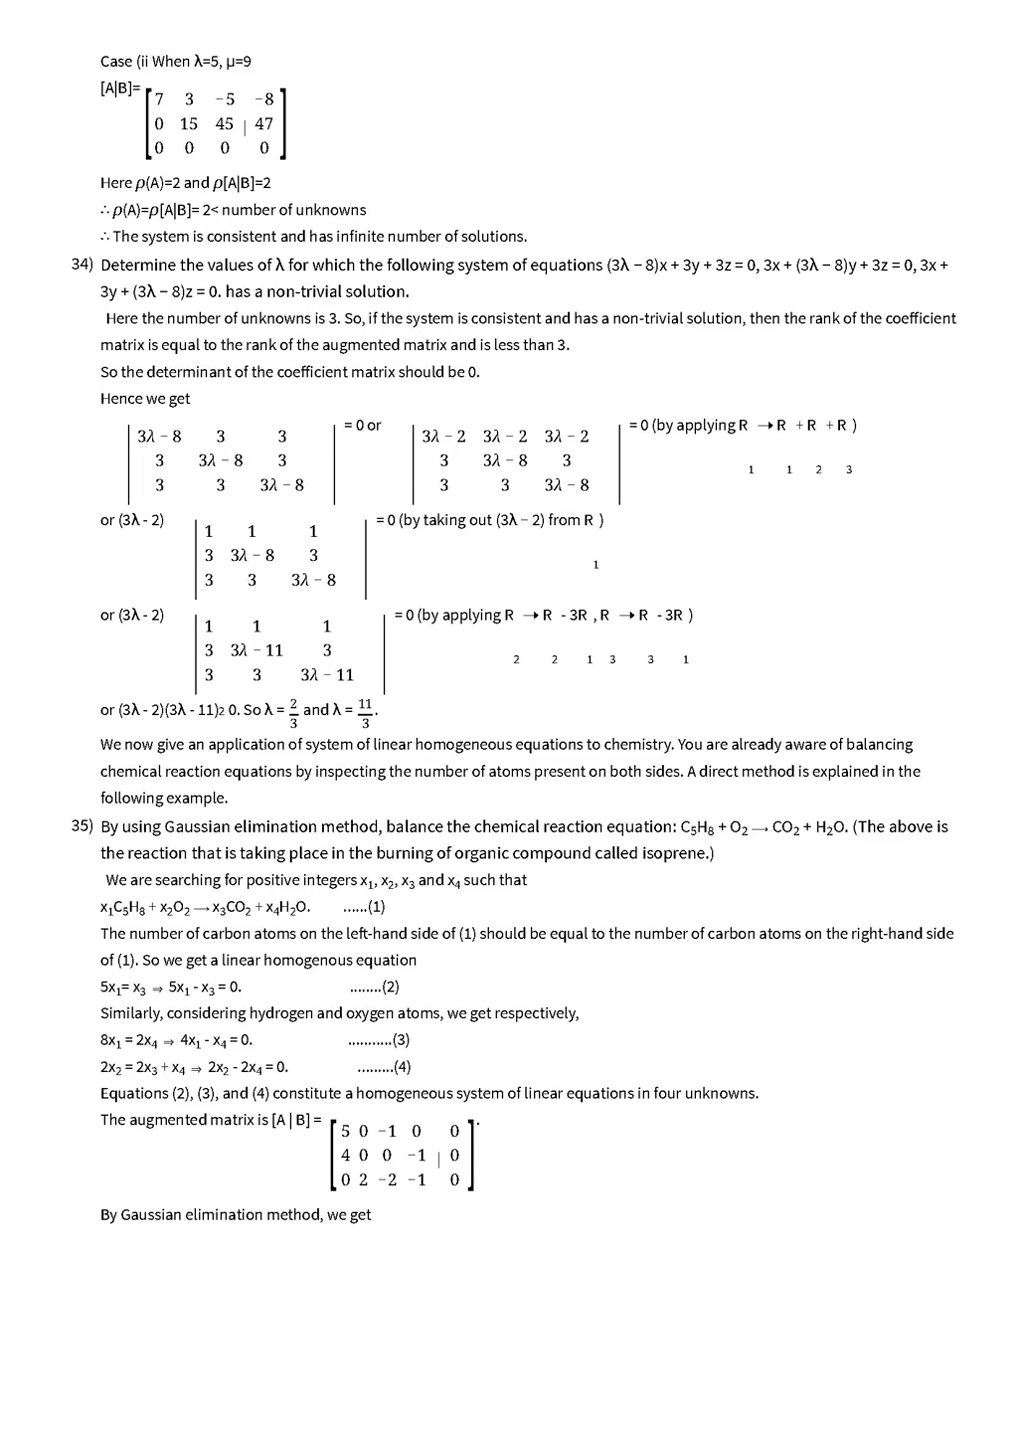 Case (ii When λ=5, μ=9
[A|B]= [7 3 −5 −8
0 15 45 | 47
0 0 0 0]
Here ρ(A)=2 and ρ[A|B]=2
∴ ρ(A)=ρ[A|B]= 2< number of unknowns
∴ The system is consistent and has infinite number of solutions.
34) Determine the values of λ for which the following system of equations (3λ − 8)x + 3y + 3z = 0, 3x + (3λ − 8)y + 3z = 0, 3x +
3y + (3λ − 8)z = 0. has a non-trivial solution.
Here the number of unknowns is 3. So, if the system is consistent and has a non-trivial solution, then the rank of the coefficient
matrix is equal to the rank of the augmented matrix and is less than 3.
So the determinant of the coefficient matrix should be 0.
Hence we get
| 3λ − 8 3 3 | = 0 or | 3λ − 2 3λ − 2 3λ − 2 | = 0 (by applying R → R + R + R )
3 3λ − 8 3 3 3λ − 8 3 1 1 2 3
3 3 3λ − 8 3 3 3λ − 8
or (3λ - 2) | 1 1 1 | = 0 (by taking out (3λ − 2) from R )
3 3λ − 8 3 1
3 3 3λ − 8
or (3λ - 2) | 1 1 1 | = 0 (by applying R → R - 3R , R → R - 3R )
3 3λ − 11 3 2 2 1 3 3 1
3 3 3λ − 11
or (3λ - 2)(3λ - 11)2 0. So λ = 2/3 and λ = 11/3.
We now give an application of system of linear homogeneous equations to chemistry. You are already aware of balancing
chemical reaction equations by inspecting the number of atoms present on both sides. A direct method is explained in the
following example.
35) By using Gaussian elimination method, balance the chemical reaction equation: C₅H₈ + O₂ ⟶ CO₂ + H₂O. (The above is
the reaction that is taking place in the burning of organic compound called isoprene.)
We are searching for positive integers x₁, x₂, x₃ and x₄ such that
x₁C₅H₈ + x₂O₂ ⟶ x₃CO₂ + x₄H₂O. ......(1)
The number of carbon atoms on the left-hand side of (1) should be equal to the number of carbon atoms on the right-hand side
of (1). So we get a linear homogenous equation
5x₁= x₃ ⇒ 5x₁ - x₃ = 0. ........(2)
Similarly, considering hydrogen and oxygen atoms, we get respectively,
8x₁ = 2x₄ ⇒ 4x₁ - x₄ = 0. ...........(3)
2x₂ = 2x₃ + x₄ ⇒ 2x₂ - 2x₄ = 0. .........(4)
Equations (2), (3), and (4) constitute a homogeneous system of linear equations in four unknowns.
The augmented matrix is [A | B] = [5 0 −1 0 0
4 0 0 −1 | 0
0 2 −2 −1 0].
By Gaussian elimination method, we get